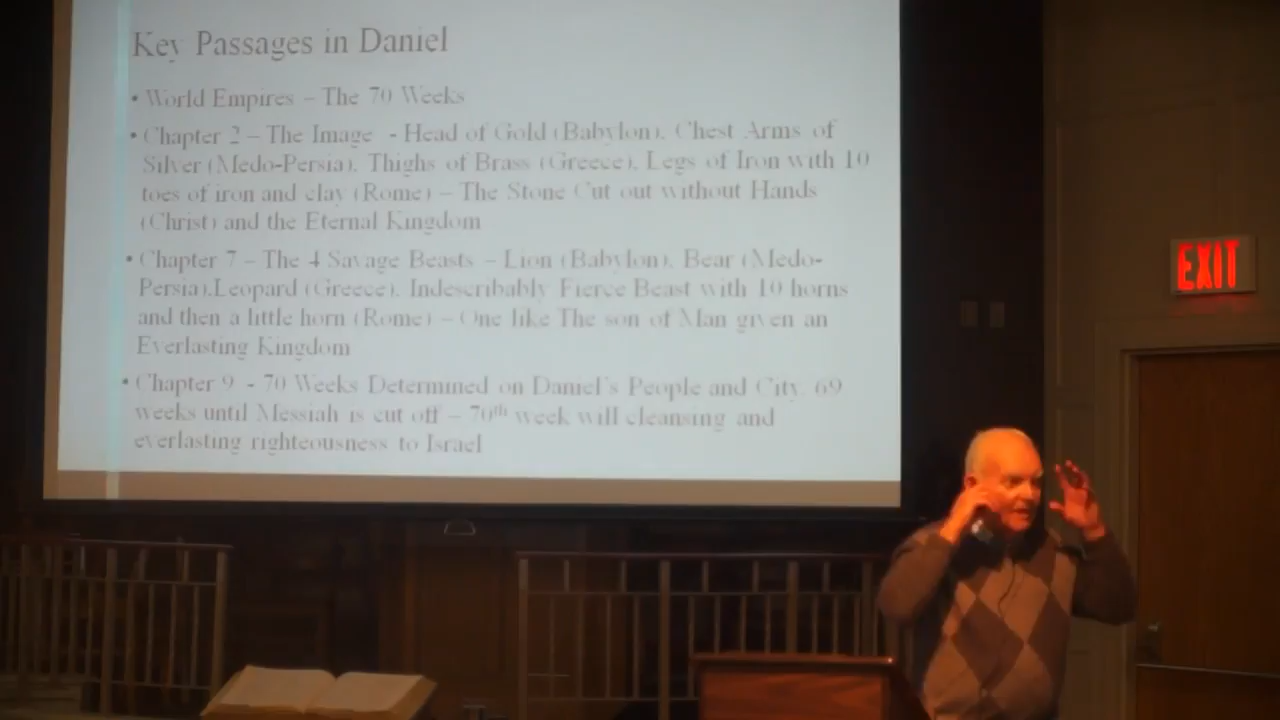 Key Passages in Daniel
• World Empires – The 70 Weeks
• Chapter 2 – The Image - Head of Gold (Babylon), Chest Arms of
Silver (Medo-Persia), Thighs of Brass (Greece), Legs of Iron with 10
toes of iron and clay (Rome) – The Stone Cut out without Hands
(Christ) and the Eternal Kingdom
• Chapter 7 – The 4 Savage Beasts – Lion (Babylon), Bear (Medo-
Persia),Leopard (Greece), Indescribably Fierce Beast with 10 horns
and then a little horn (Rome) – One like The son of Man given an
Everlasting Kingdom
• Chapter 9 - 70 Weeks Determined on Daniel's People and City, 69
weeks until Messiah is cut off – 70th week will cleansing and
everlasting righteousness to Israel
EXIT